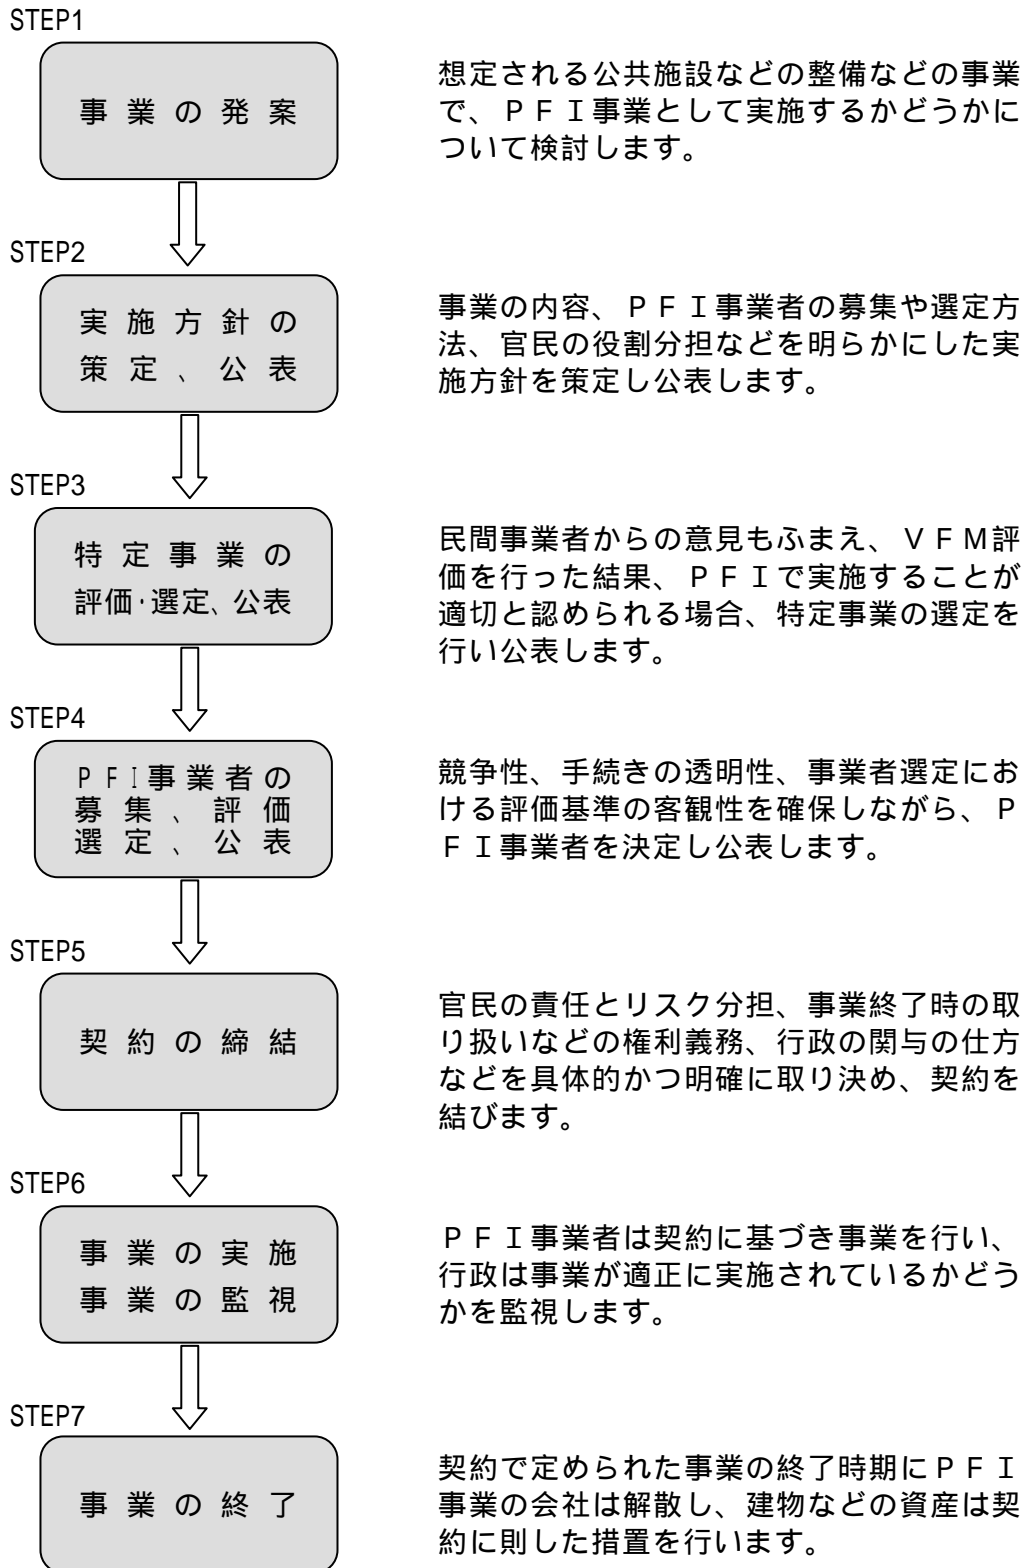 STEP1
事業の発案
想定される公共施設などの整備などの事業
で、ＰＦＩ事業として実施するかどうかに
ついて検討します。
STEP2
実施方針の
策定、公表
事業の内容、ＰＦＩ事業者の募集や選定方
法、官民の役割分担などを明らかにした実
施方針を策定し公表します。
STEP3
特定事業の
評価･選定、公表
民間事業者からの意見もふまえ、ＶＦＭ評
価を行った結果、ＰＦＩで実施することが
適切と認められる場合、特定事業の選定を
行い公表します。
STEP4
ＰＦＩ事業者の
募集、評価
選定、公表
競争性、手続きの透明性、事業者選定にお
ける評価基準の客観性を確保しながら、Ｐ
ＦＩ事業者を決定し公表します。
STEP5
契約の締結
官民の責任とリスク分担、事業終了時の取
り扱いなどの権利義務、行政の関与の仕方
などを具体的かつ明確に取り決め、契約を
結びます。
STEP6
事業の実施
事業の監視
ＰＦＩ事業者は契約に基づき事業を行い、
行政は事業が適正に実施されているかどう
かを監視します。
STEP7
事業の終了
契約で定められた事業の終了時期にＰＦＩ
事業の会社は解散し、建物などの資産は契
約に則した措置を行います。